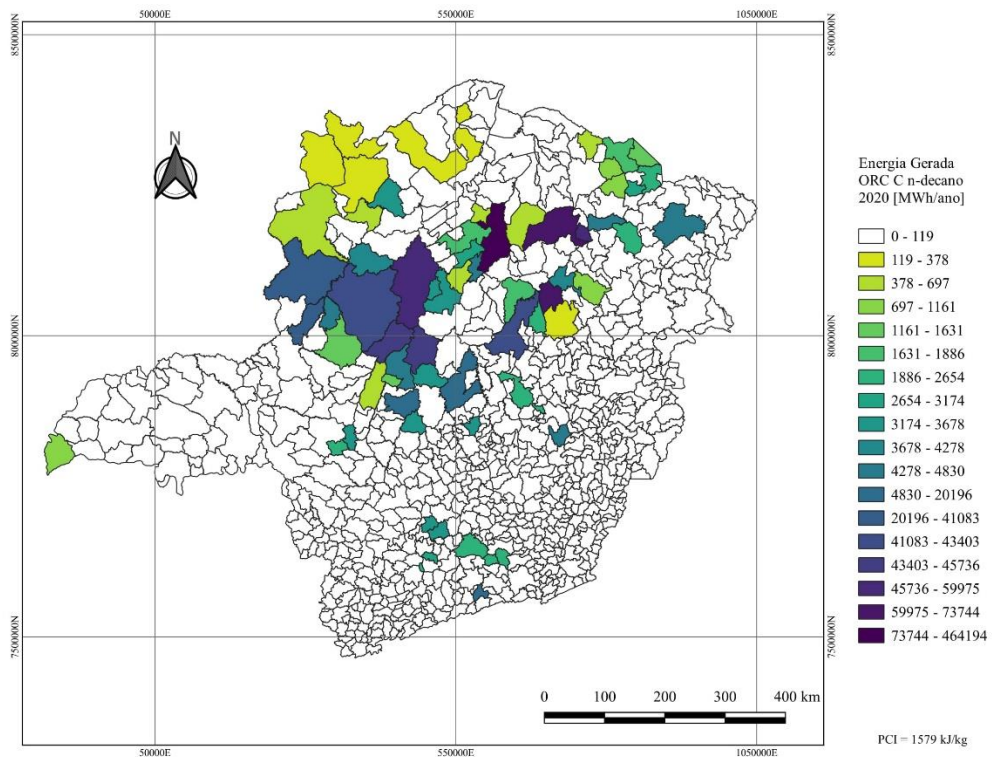 50000E 550000E 1050000E
8500000N 8500000N
N
Energia Gerada
ORC C n-decano
2020 [MWh/ano]
0 - 119
119 - 378
378 - 697
697 - 1161
1161 - 1631
1631 - 1886
1886 - 2654
2654 - 3174
3174 - 3678
3678 - 4278
4278 - 4830
4830 - 20196
20196 - 41083
41083 - 43403
43403 - 45736
45736 - 59975
59975 - 73744
73744 - 464194
8000000N 8000000N
7500000N 7500000N
0 100 200 300 400 km
PCI = 1579 kJ/kg
50000E 550000E 1050000E